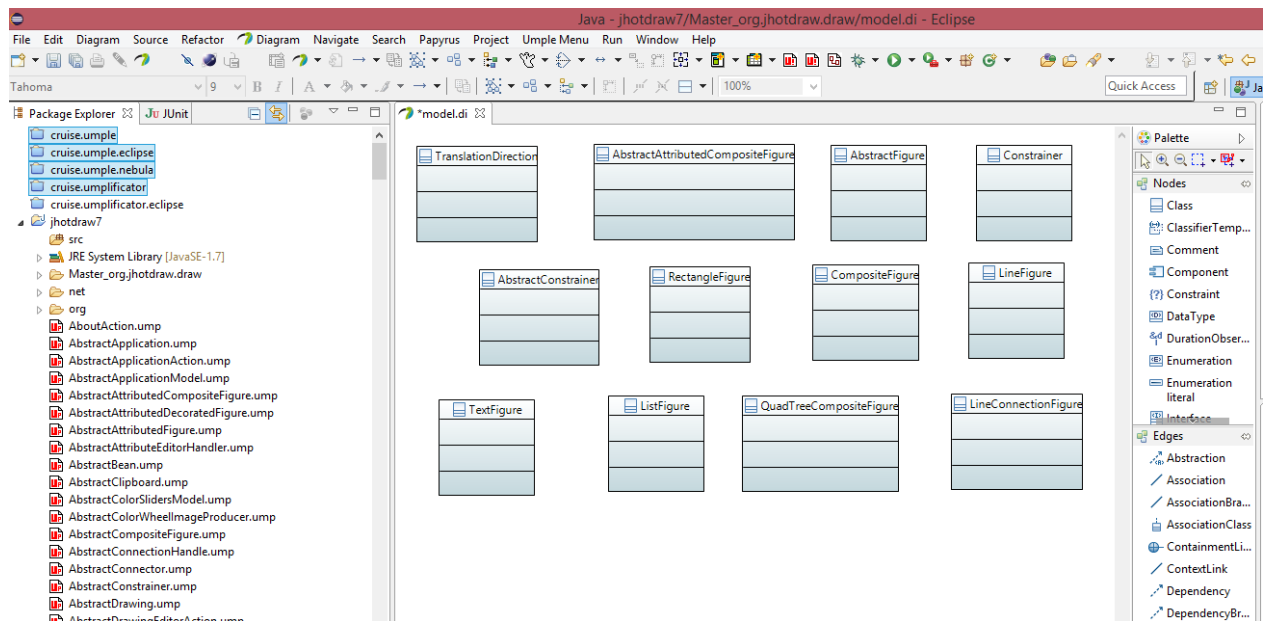 Java - jhotdraw7/Master_org.jhotdraw.draw/model.di - Eclipse
File Edit Diagram Source Refactor Diagram Navigate Search Papyrus Project Umple Menu Run Window Help
Tahoma 9 B I A 100% Quick Access Ja
Package Explorer JUnit
*model.di
cruise.umple
cruise.umple.eclipse
cruise.umple.nebula
cruise.umplificator
cruise.umplificator.eclipse
jhotdraw7
src
JRE System Library [JavaSE-1.7]
Master_org.jhotdraw.draw
net
org
AboutAction.ump
AbstractApplication.ump
AbstractApplicationAction.ump
AbstractApplicationModel.ump
AbstractAttributedCompositeFigure.ump
AbstractAttributedDecoratedFigure.ump
AbstractAttributedFigure.ump
AbstractAttributeEditorHandler.ump
AbstractBean.ump
AbstractClipboard.ump
AbstractColorSlidersModel.ump
AbstractColorWheelImageProducer.ump
AbstractCompositeFigure.ump
AbstractConnectionHandle.ump
AbstractConnector.ump
AbstractConstrainer.ump
AbstractDrawing.ump
AbstractDrawingEditorAction.ump
TranslationDirection
AbstractAttributedCompositeFigure
AbstractFigure
Constrainer
AbstractConstrainer
RectangleFigure
CompositeFigure
LineFigure
TextFigure
ListFigure
QuadTreeCompositeFigure
LineConnectionFigure
Palette
Nodes
Class
ClassifierTemp...
Comment
Component
Constraint
DataType
DurationObser...
Enumeration
Enumeration
literal
Interface
Edges
Abstraction
Association
AssociationBra...
AssociationClass
ContainmentLi...
ContextLink
Dependency
DependencyBr...